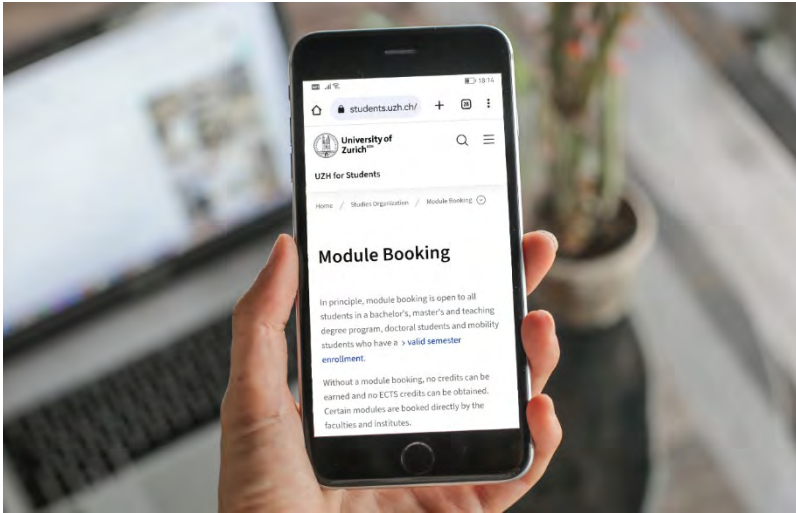 18:16
students.uzh.ch/
University of
Zurich
UZH for Students
Home / Studies Organization / Module Booking
Module Booking
In principle, module booking is open to all
students in a bachelor's, master's and teaching
degree program, doctoral students and mobility
students who have a > valid semester
enrollment.
Without a module booking, no credits can be
earned and no ECTS credits can be obtained.
Certain modules are booked directly by the
faculties and institutes.